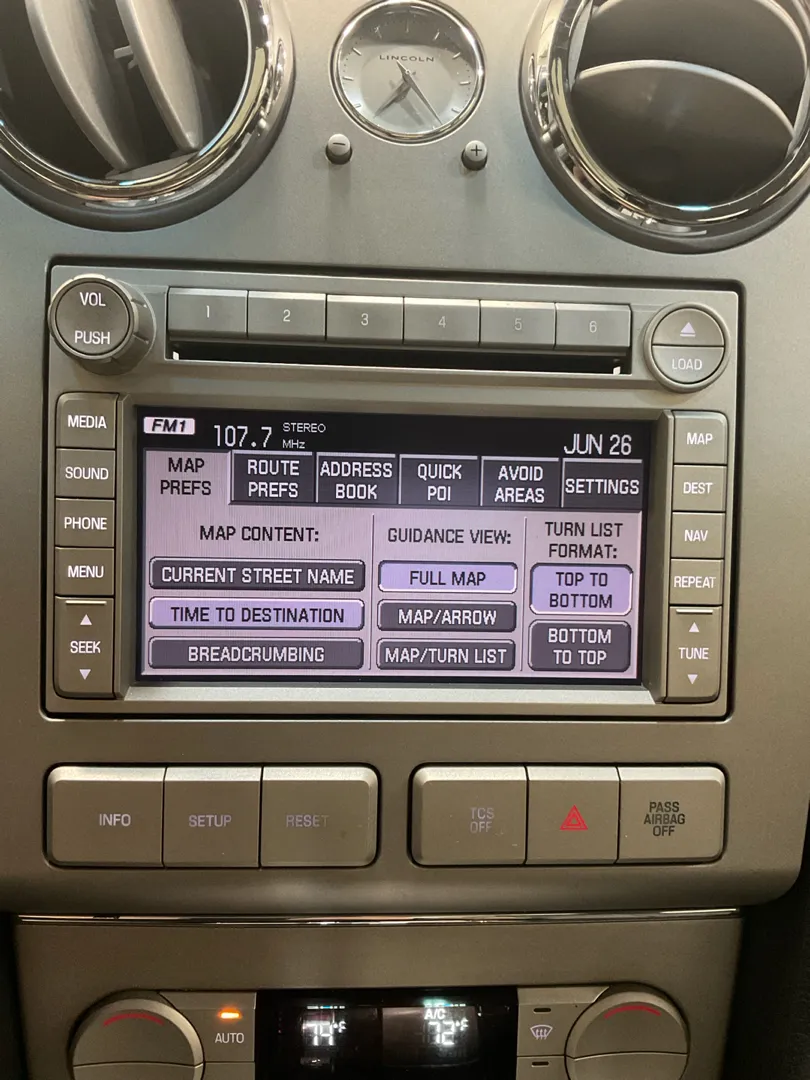 LINCOLN
−
+
VOL
PUSH
1
2
3
4
5
6
LOAD
MEDIA
SOUND
PHONE
MENU
SEEK
FM1
107.7
STEREO
MHz
JUN 26
MAP
PREFS
ROUTE
PREFS
ADDRESS
BOOK
QUICK
POI
AVOID
AREAS
SETTINGS
MAP CONTENT:
CURRENT STREET NAME
TIME TO DESTINATION
BREADCRUMBING
GUIDANCE VIEW:
FULL MAP
MAP/ARROW
MAP/TURN LIST
TURN LIST
FORMAT:
TOP TO
BOTTOM
BOTTOM
TO TOP
MAP
DEST
NAV
REPEAT
TUNE
INFO
SETUP
RESET
TCS
OFF
PASS
AIRBAG
OFF
AUTO
A/C
72°F